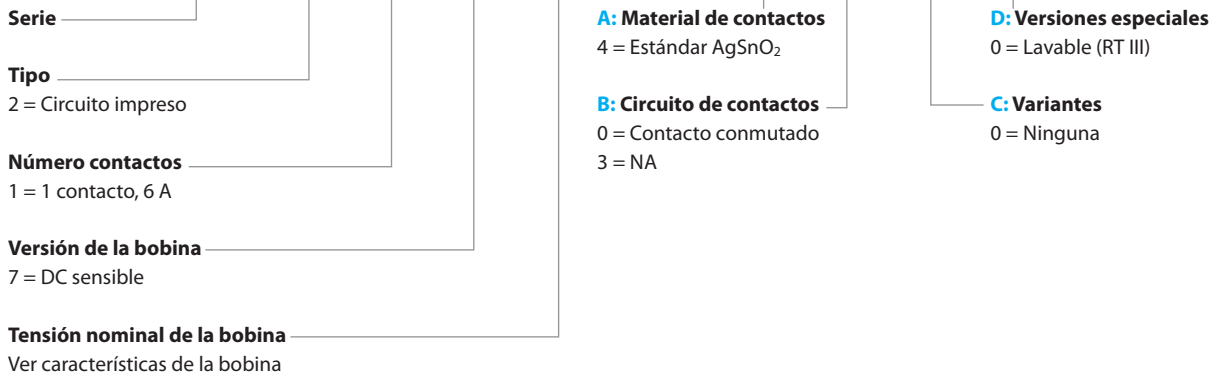 Serie
Tipo
2 = Circuito impreso
Número contactos
1 = 1 contacto, 6 A
Versión de la bobina
7 = DC sensible
Tensión nominal de la bobina
Ver características de la bobina
A: Material de contactos
4 = Estándar AgSnO₂
B: Circuito de contactos
0 = Contacto conmutado
3 = NA
D: Versiones especiales
0 = Lavable (RT III)
C: Variantes
0 = Ninguna